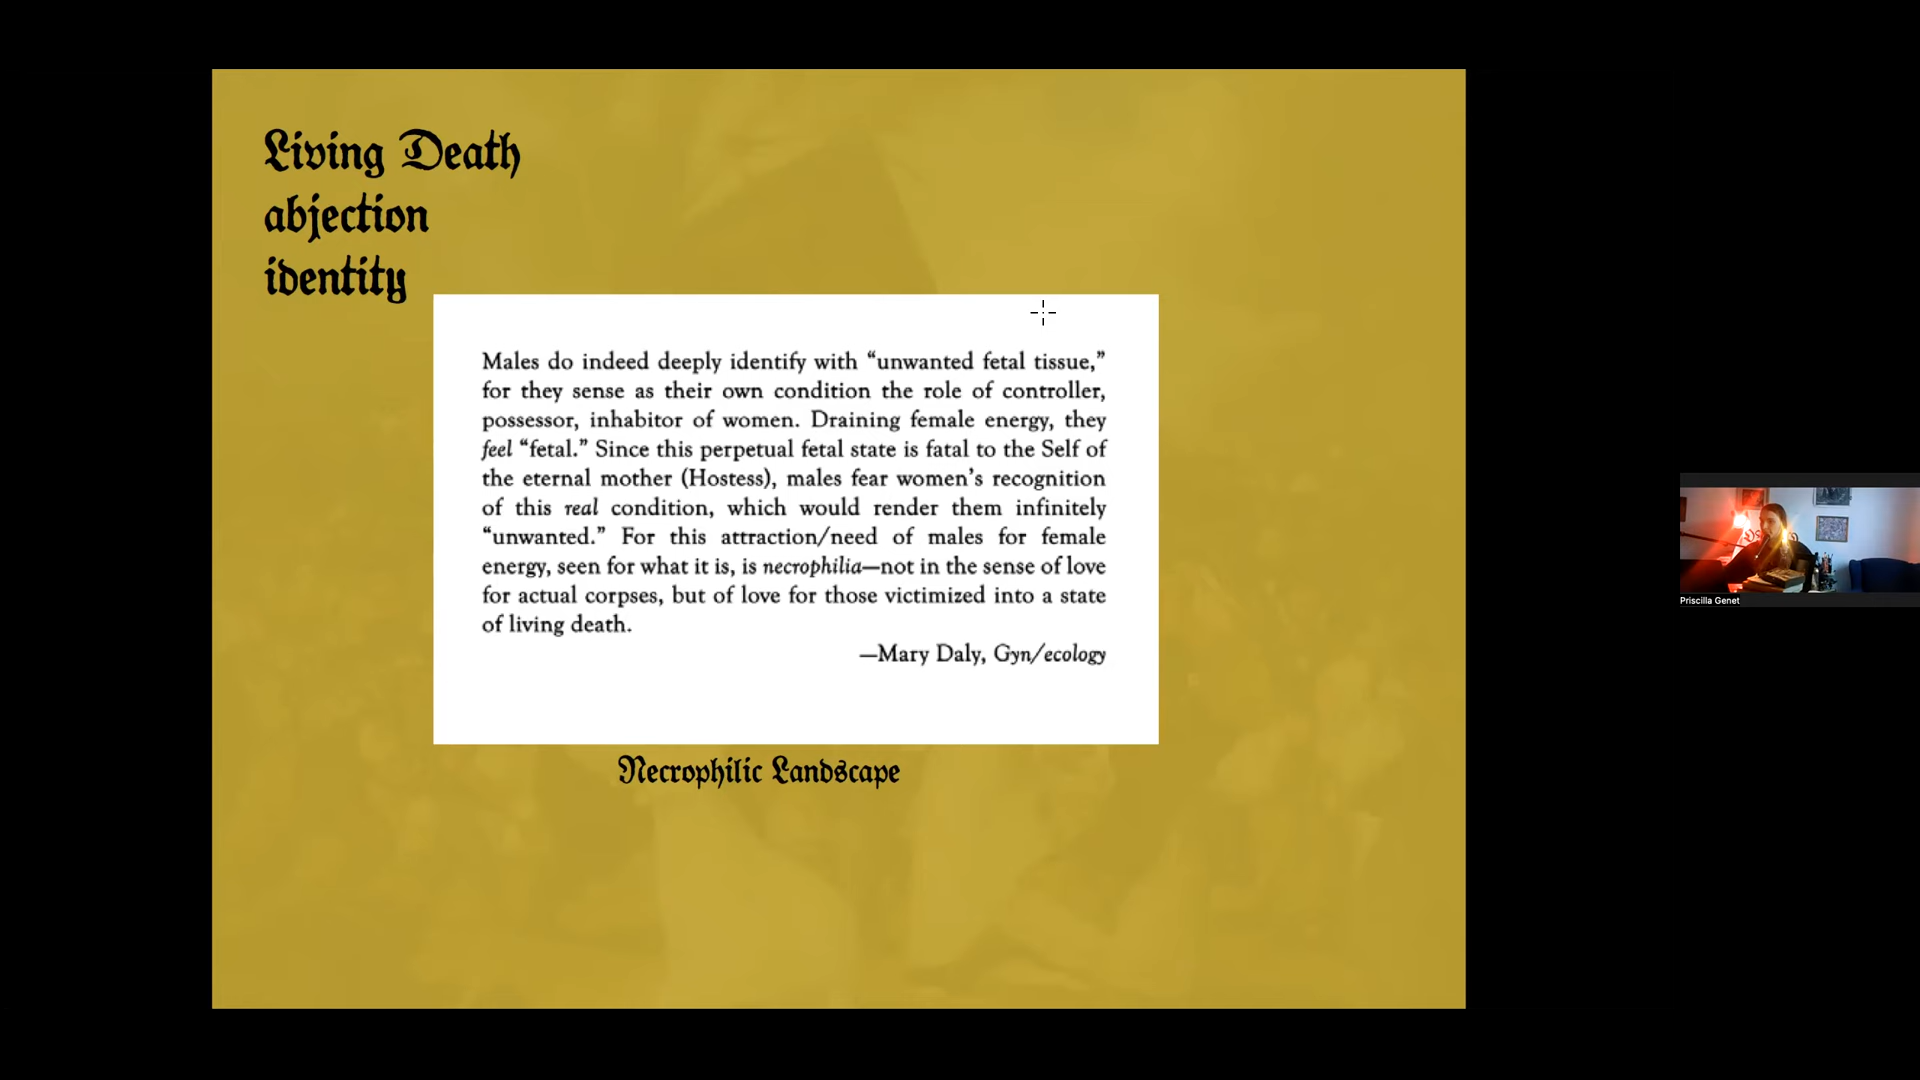 Living Death
abjection
identity
Males do indeed deeply identify with “unwanted fetal tissue,”
for they sense as their own condition the role of controller,
possessor, inhabitor of women. Draining female energy, they
feel “fetal.” Since this perpetual fetal state is fatal to the Self of
the eternal mother (Hostess), males fear women’s recognition
of this real condition, which would render them infinitely
“unwanted.” For this attraction/need of males for female
energy, seen for what it is, is necrophilia—not in the sense of love
for actual corpses, but of love for those victimized into a state
of living death.
—Mary Daly, Gyn/ecology
Necrophilic Landscape
Priscilla Genet